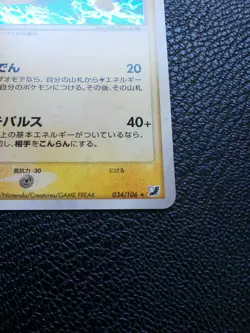 でん 20
ばオモテなら、自分の山札から エネルギー
ポケモンにつける。その後、その山札
パルス 40+
上の基本エネルギーがついているなら、
し、相手をこんらんにする。
抵抗力 -30 にげる
Nintendo/Creatures/GAME FREAK 034/106